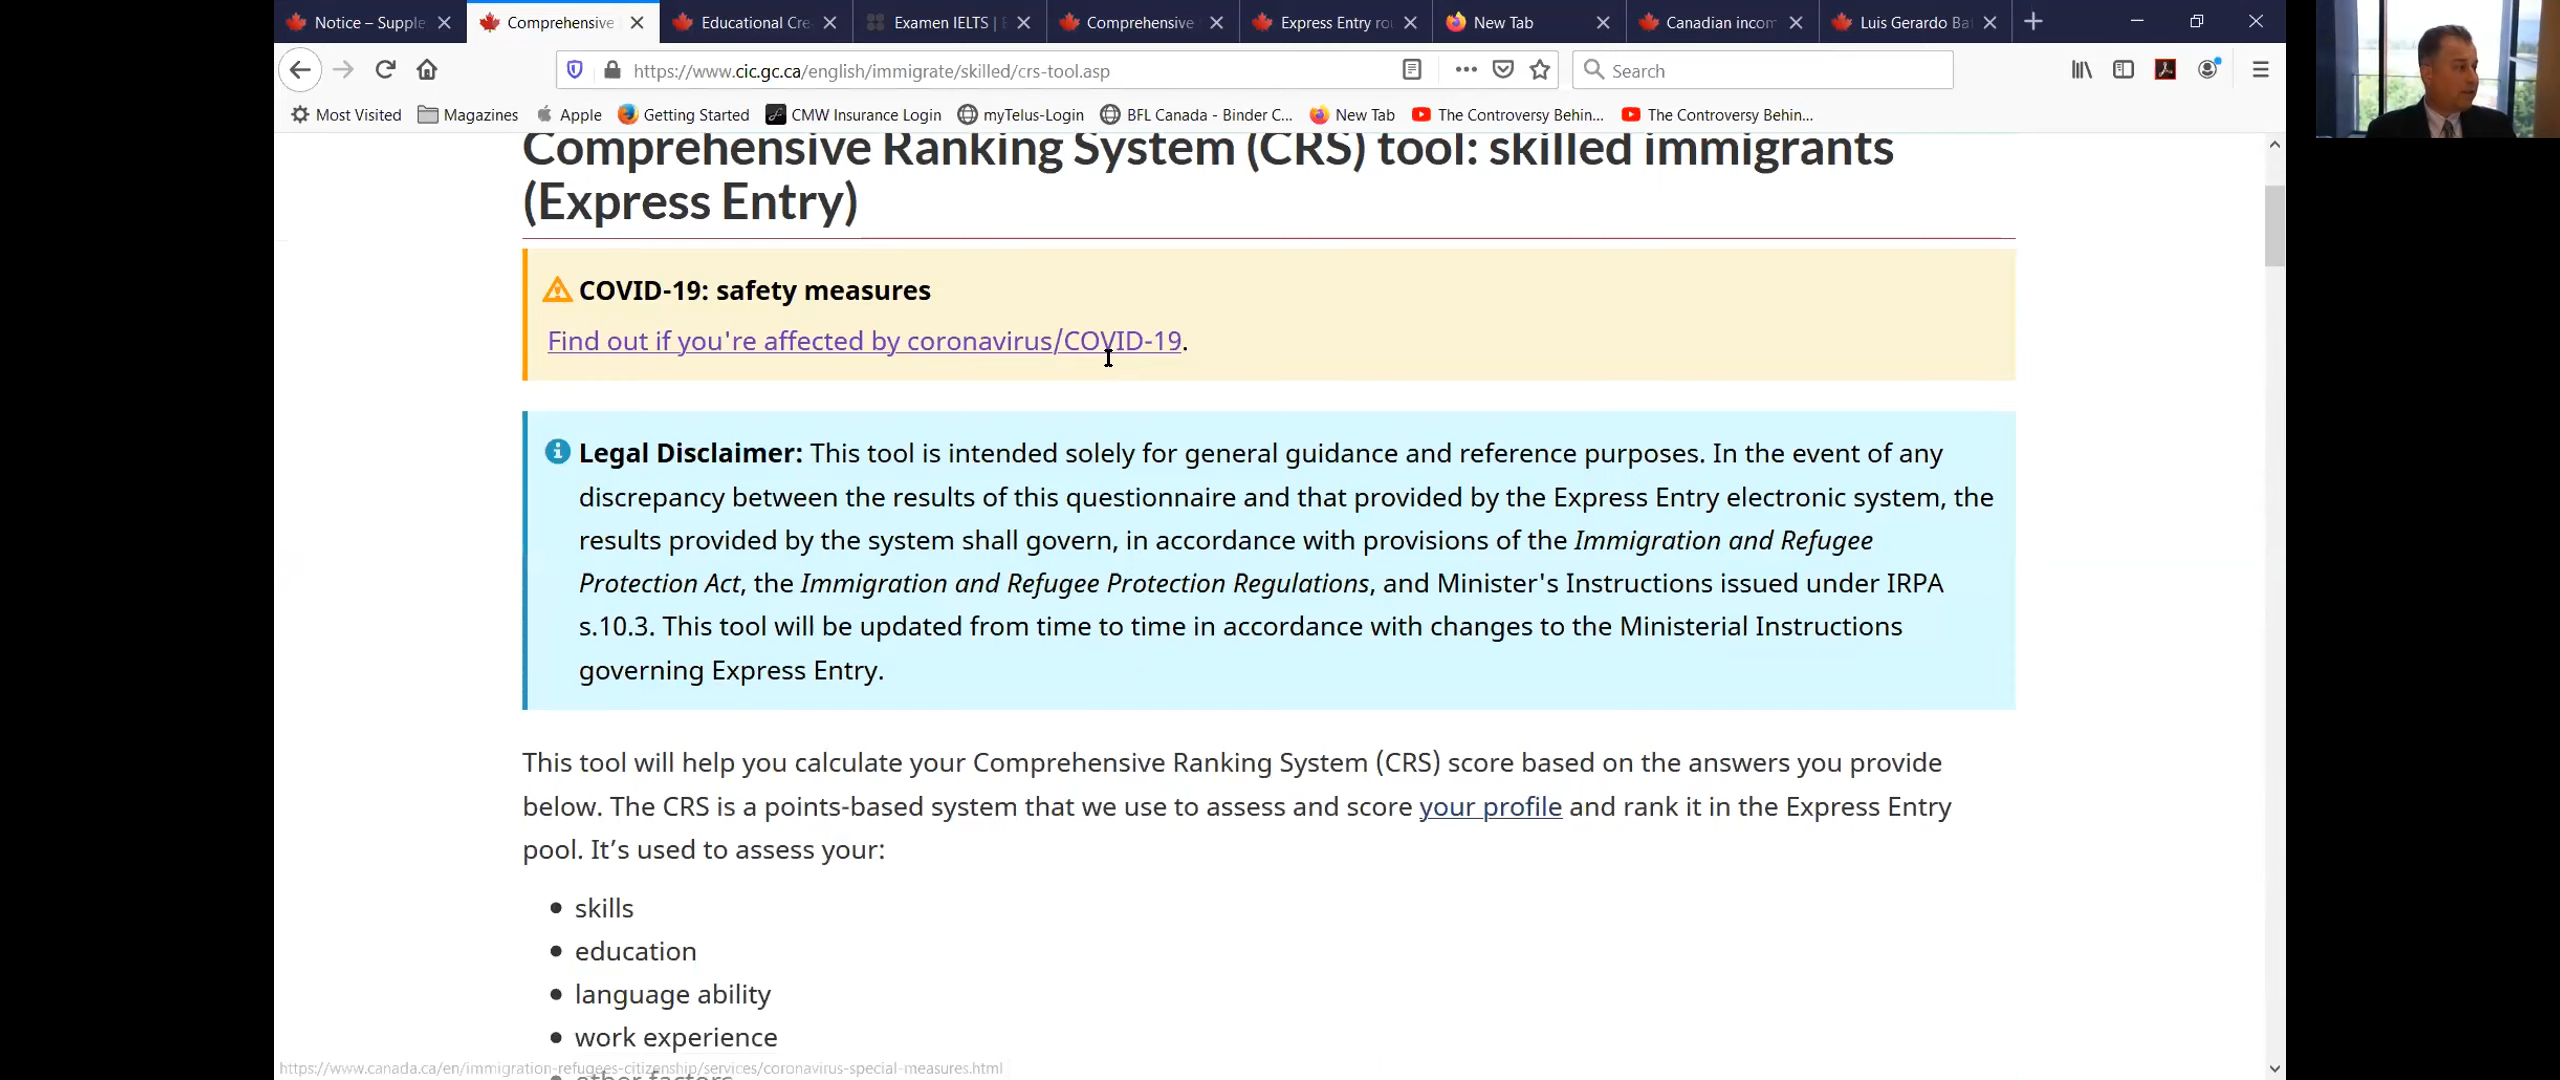 Notice – Supple
Comprehensive
Educational Cre
Examen IELTS |
Comprehensive
Express Entry rou
New Tab
Canadian incom
Luis Gerardo Ba
https://www.cic.gc.ca/english/immigrate/skilled/crs-tool.asp
Search
Most Visited
Magazines
Apple
Getting Started
CMW Insurance Login
myTelus-Login
BFL Canada - Binder C...
New Tab
The Controversy Behin...
The Controversy Behin...
Comprehensive Ranking System (CRS) tool: skilled immigrants
(Express Entry)
COVID-19: safety measures
Find out if you're affected by coronavirus/COVID-19.
Legal Disclaimer: This tool is intended solely for general guidance and reference purposes. In the event of any
discrepancy between the results of this questionnaire and that provided by the Express Entry electronic system, the
results provided by the system shall govern, in accordance with provisions of the Immigration and Refugee
Protection Act, the Immigration and Refugee Protection Regulations, and Minister's Instructions issued under IRPA
s.10.3. This tool will be updated from time to time in accordance with changes to the Ministerial Instructions
governing Express Entry.
This tool will help you calculate your Comprehensive Ranking System (CRS) score based on the answers you provide
below. The CRS is a points-based system that we use to assess and score your profile and rank it in the Express Entry
pool. It’s used to assess your:
skills
education
language ability
work experience
other factors
https://www.canada.ca/en/immigration-refugees-citizenship/services/coronavirus-special-measures.html